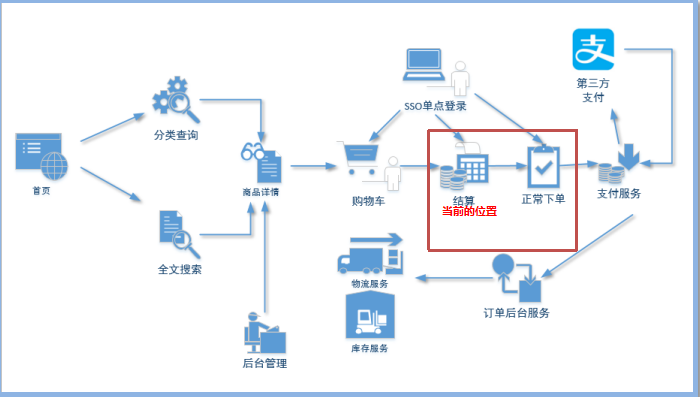 首页
分类查询
全文搜索
商品详情
后台管理
购物车
SSO单点登录
结算
当前的位置
正常下单
支
第三方
支付
支付服务
订单后台服务
物流服务
库存服务